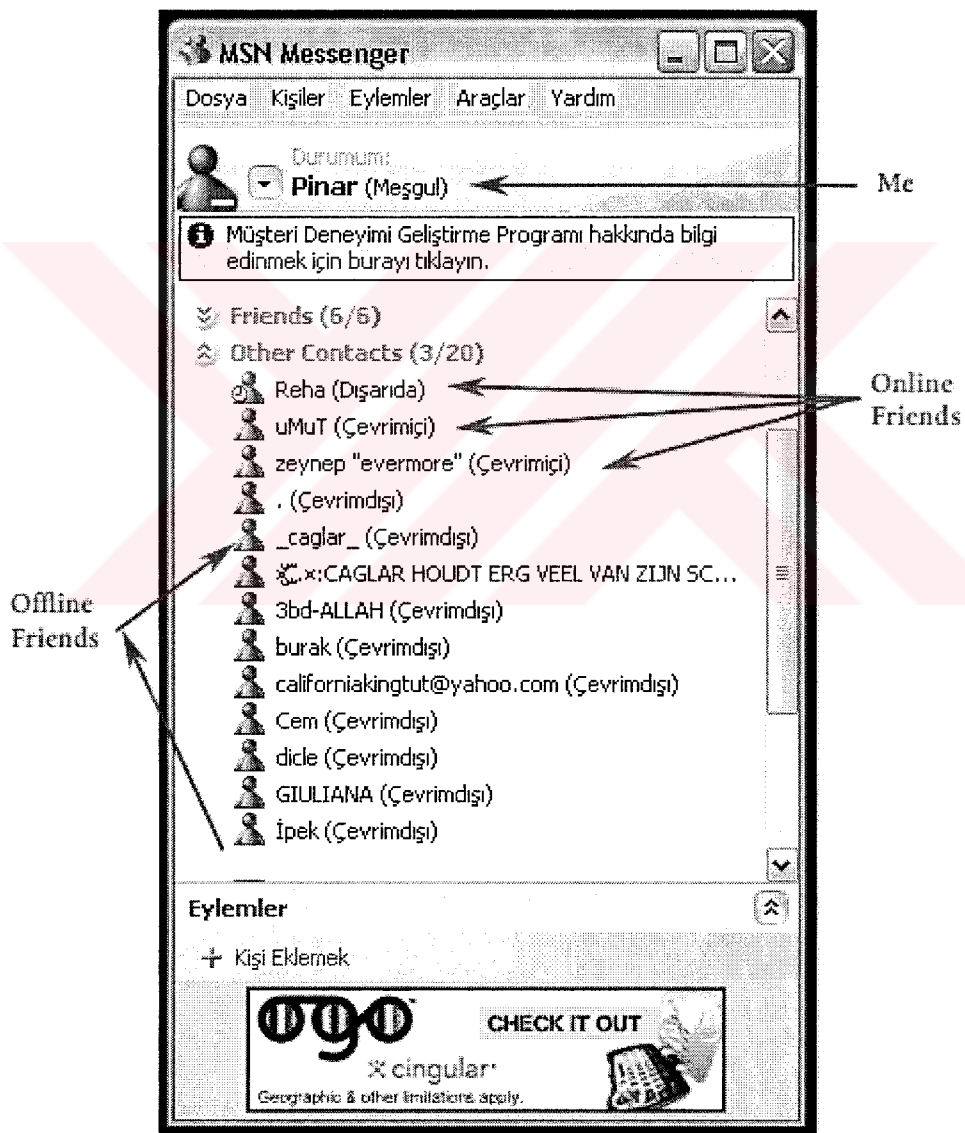 MSN Messenger
Dosya Kişiler Eylemler Araçlar Yardım
Durumum:
Pinar (Meşgul)
Me
Müşteri Deneyimi Geliştirme Programı hakkında bilgi
edinmek için burayı tıklayın.
Friends (6/6)
Other Contacts (3/20)
Reha (Dışarıda)
uMuT (Çevrimiçi)
zeynep "evermore" (Çevrimiçi)
Online
Friends
. (Çevrimdışı)
_caglar_ (Çevrimdışı)
.×:CAGLAR HOUDT ERG VEEL VAN ZIJN SC...
3bd-ALLAH (Çevrimdışı)
burak (Çevrimdışı)
californiakingtut@yahoo.com (Çevrimdışı)
Cem (Çevrimdışı)
dicle (Çevrimdışı)
GIULIANA (Çevrimdışı)
İpek (Çevrimdışı)
Offline
Friends
Eylemler
+ Kişi Eklemek
ogo™
CHECK IT OUT
cingular
Geographic & other limitations apply.